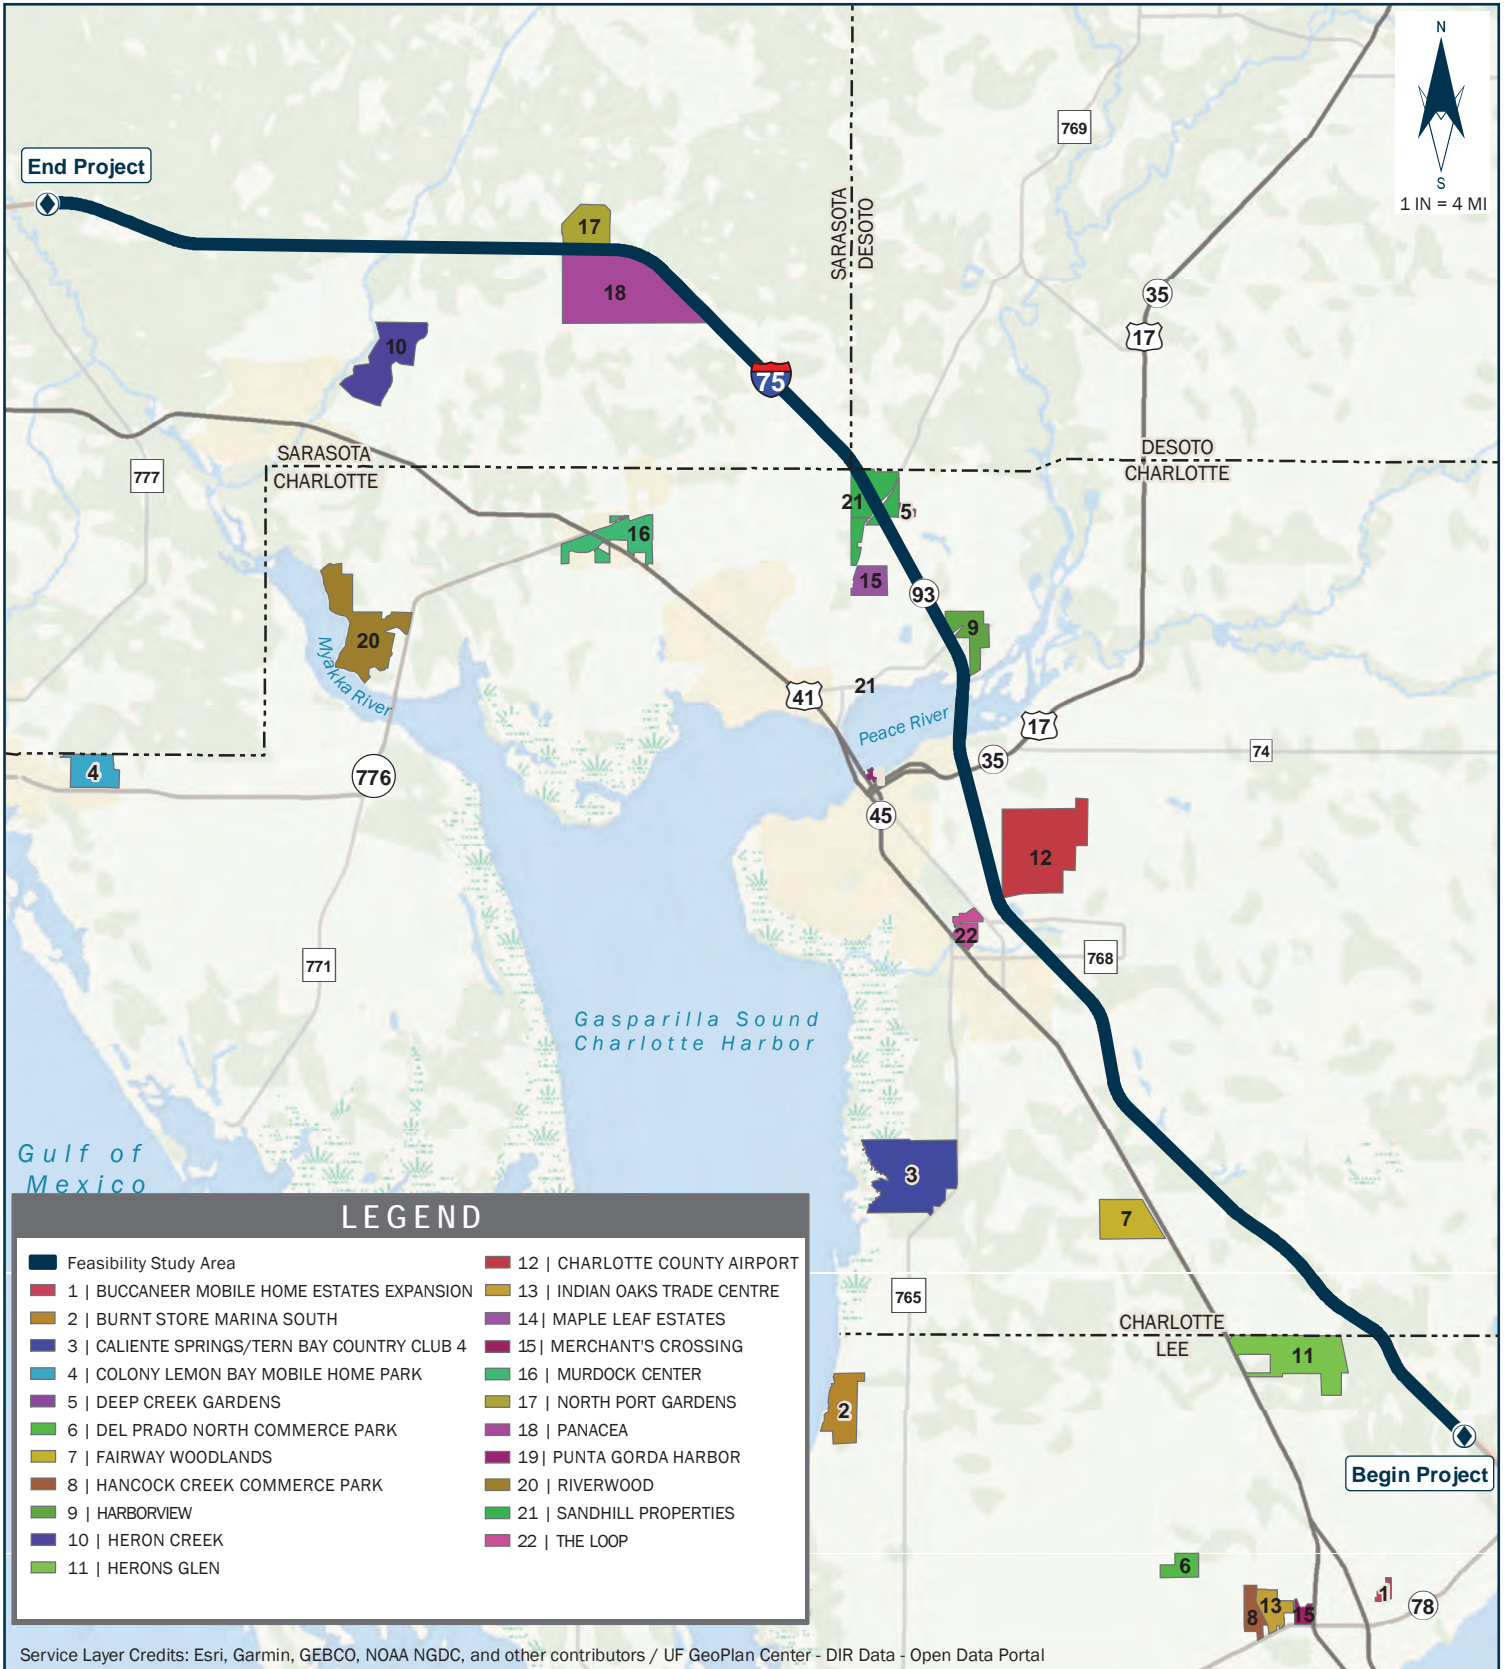 N
S
1 IN = 4 MI
769
End Project
SARASOTA
DESOTO
17
18
35
17
10
75
777
SARASOTA
CHARLOTTE
DESOTO
CHARLOTTE
21
5
16
15
93
9
20
Myakka River
41
21
Peace River
17
35
74
4
776
45
12
22
768
771
Gasparilla Sound
Charlotte Harbor
Gulf of
Mexico
3
7
765
CHARLOTTE
LEE
11
2
Begin Project
6
1
8
13
15
78
LEGEND
Feasibility Study Area
1 | BUCCANEER MOBILE HOME ESTATES EXPANSION
2 | BURNT STORE MARINA SOUTH
3 | CALIENTE SPRINGS/TERN BAY COUNTRY CLUB 4
4 | COLONY LEMON BAY MOBILE HOME PARK
5 | DEEP CREEK GARDENS
6 | DEL PRADO NORTH COMMERCE PARK
7 | FAIRWAY WOODLANDS
8 | HANCOCK CREEK COMMERCE PARK
9 | HARBORVIEW
10 | HERON CREEK
11 | HERONS GLEN
12 | CHARLOTTE COUNTY AIRPORT
13 | INDIAN OAKS TRADE CENTRE
14| MAPLE LEAF ESTATES
15| MERCHANT'S CROSSING
16 | MURDOCK CENTER
17 | NORTH PORT GARDENS
18 | PANACEA
19| PUNTA GORDA HARBOR
20 | RIVERWOOD
21 | SANDHILL PROPERTIES
22 | THE LOOP
Service Layer Credits: Esri, Garmin, GEBCO, NOAA NGDC, and other contributors / UF GeoPlan Center - DIR Data - Open Data Portal